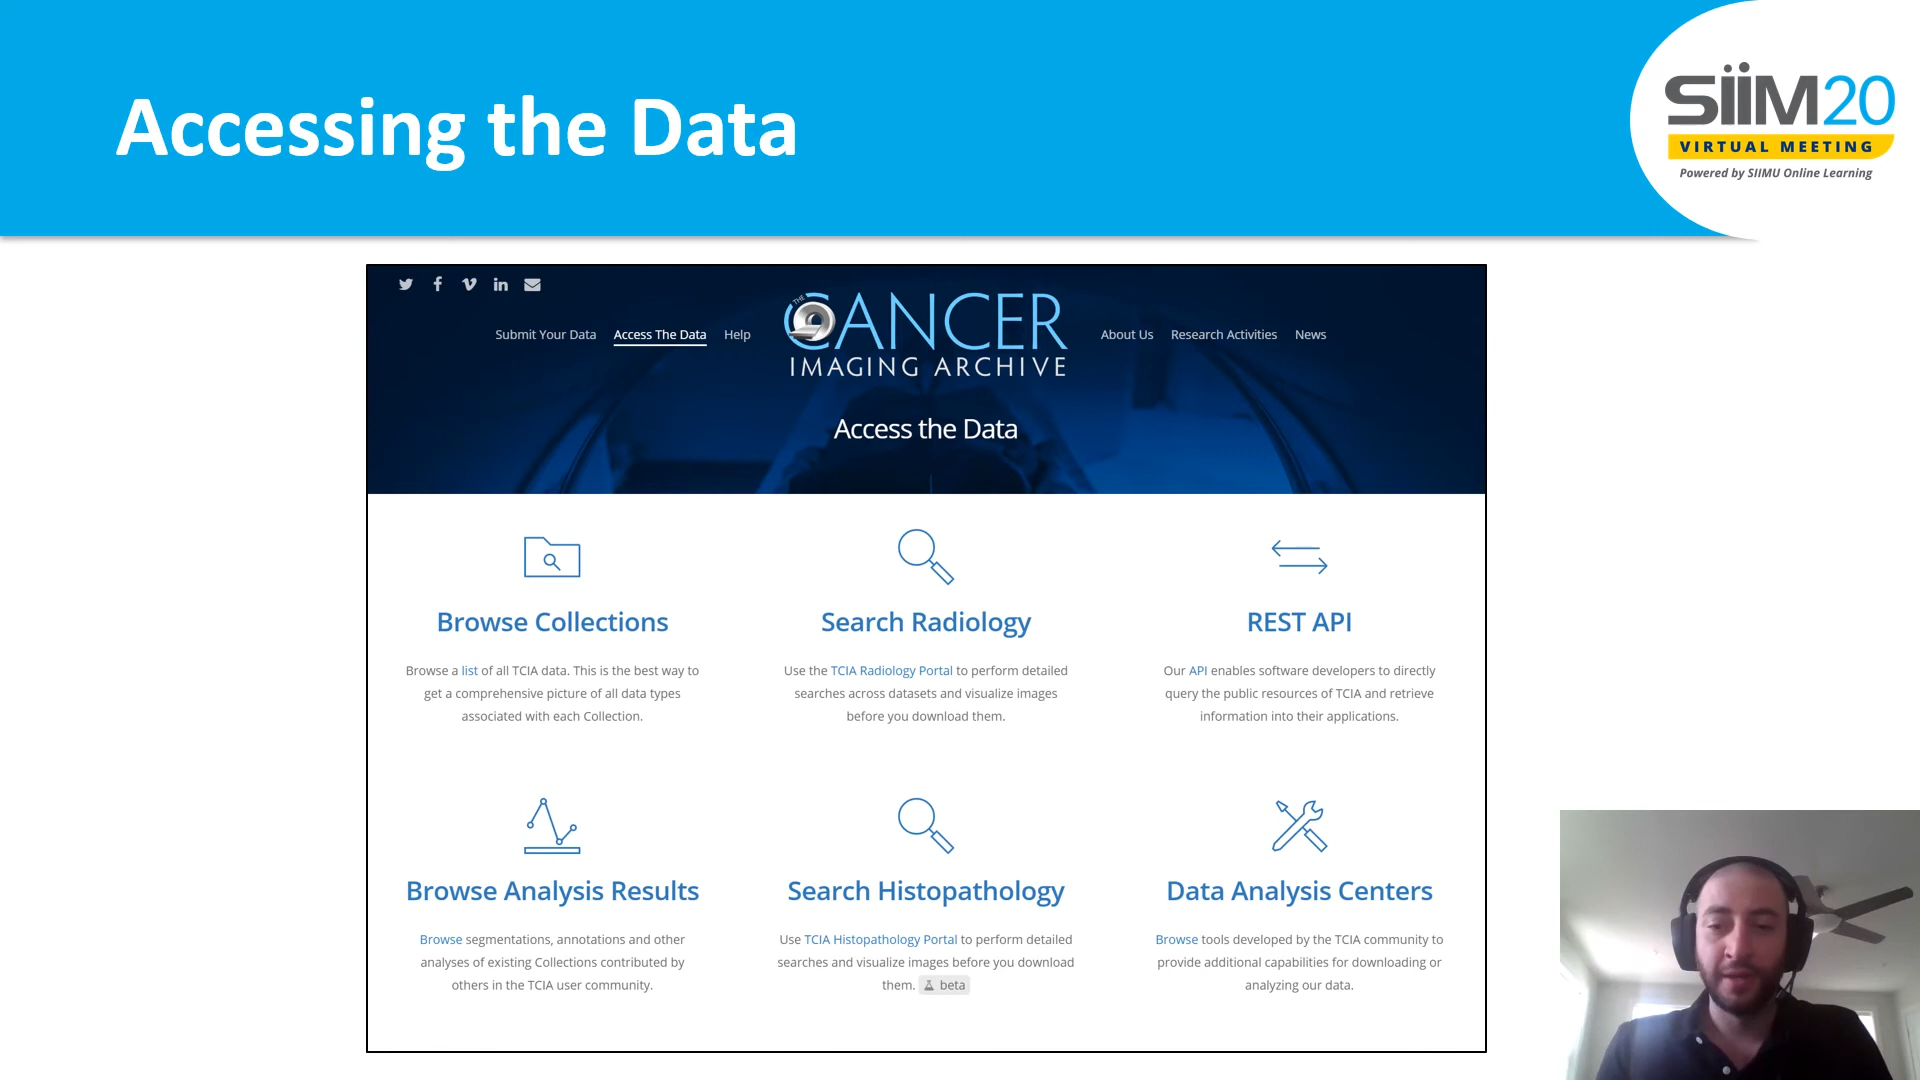 Accessing the Data
SiiM20
VIRTUAL MEETING
Powered by SIIMU Online Learning
Submit Your Data Access The Data Help
THE CANCER
IMAGING ARCHIVE
About Us Research Activities News
Access the Data
Browse Collections
Browse a list of all TCIA data. This is the best way to
get a comprehensive picture of all data types
associated with each Collection.
Search Radiology
Use the TCIA Radiology Portal to perform detailed
searches across datasets and visualize images
before you download them.
REST API
Our API enables software developers to directly
query the public resources of TCIA and retrieve
information into their applications.
Browse Analysis Results
Browse segmentations, annotations and other
analyses of existing Collections contributed by
others in the TCIA user community.
Search Histopathology
Use TCIA Histopathology Portal to perform detailed
searches and visualize images before you download
them. beta
Data Analysis Centers
Browse tools developed by the TCIA community to
provide additional capabilities for downloading or
analyzing our data.